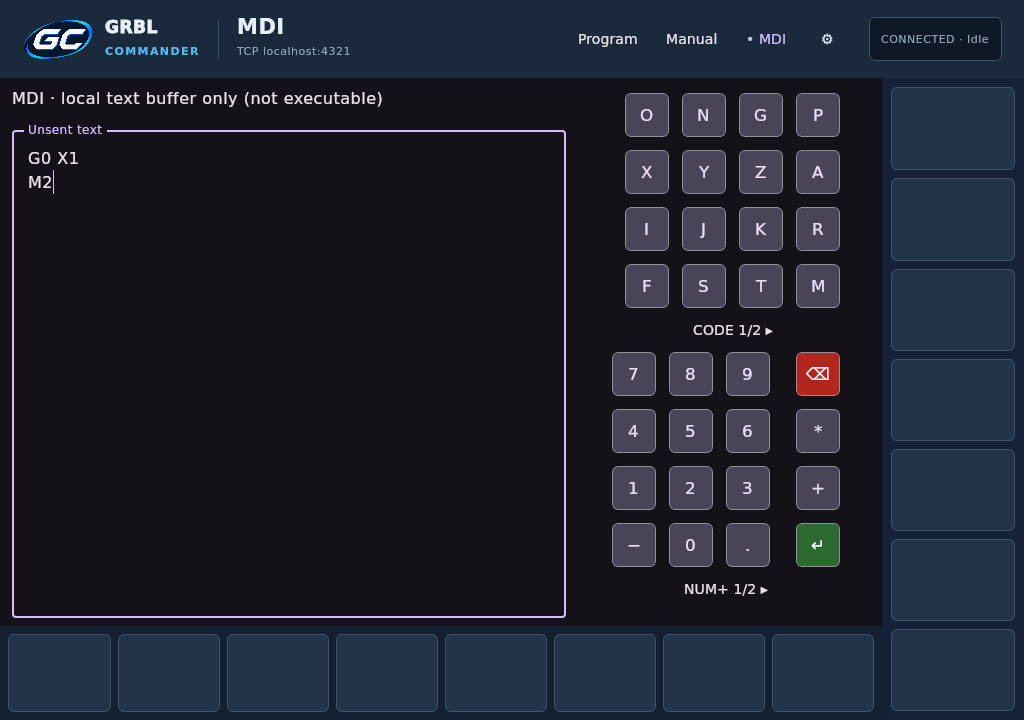 GC
GRBL
COMMANDER
MDI
TCP localhost:4321
Program
Manual
• MDI
⚙
CONNECTED · Idle
MDI · local text buffer only (not executable)
Unsent text
G0 X1
M2
O N G P
X Y Z A
I J K R
F S T M
CODE 1/2 ▸
7 8 9 ⌫
4 5 6 *
1 2 3 +
− 0 . ↵
NUM+ 1/2 ▸